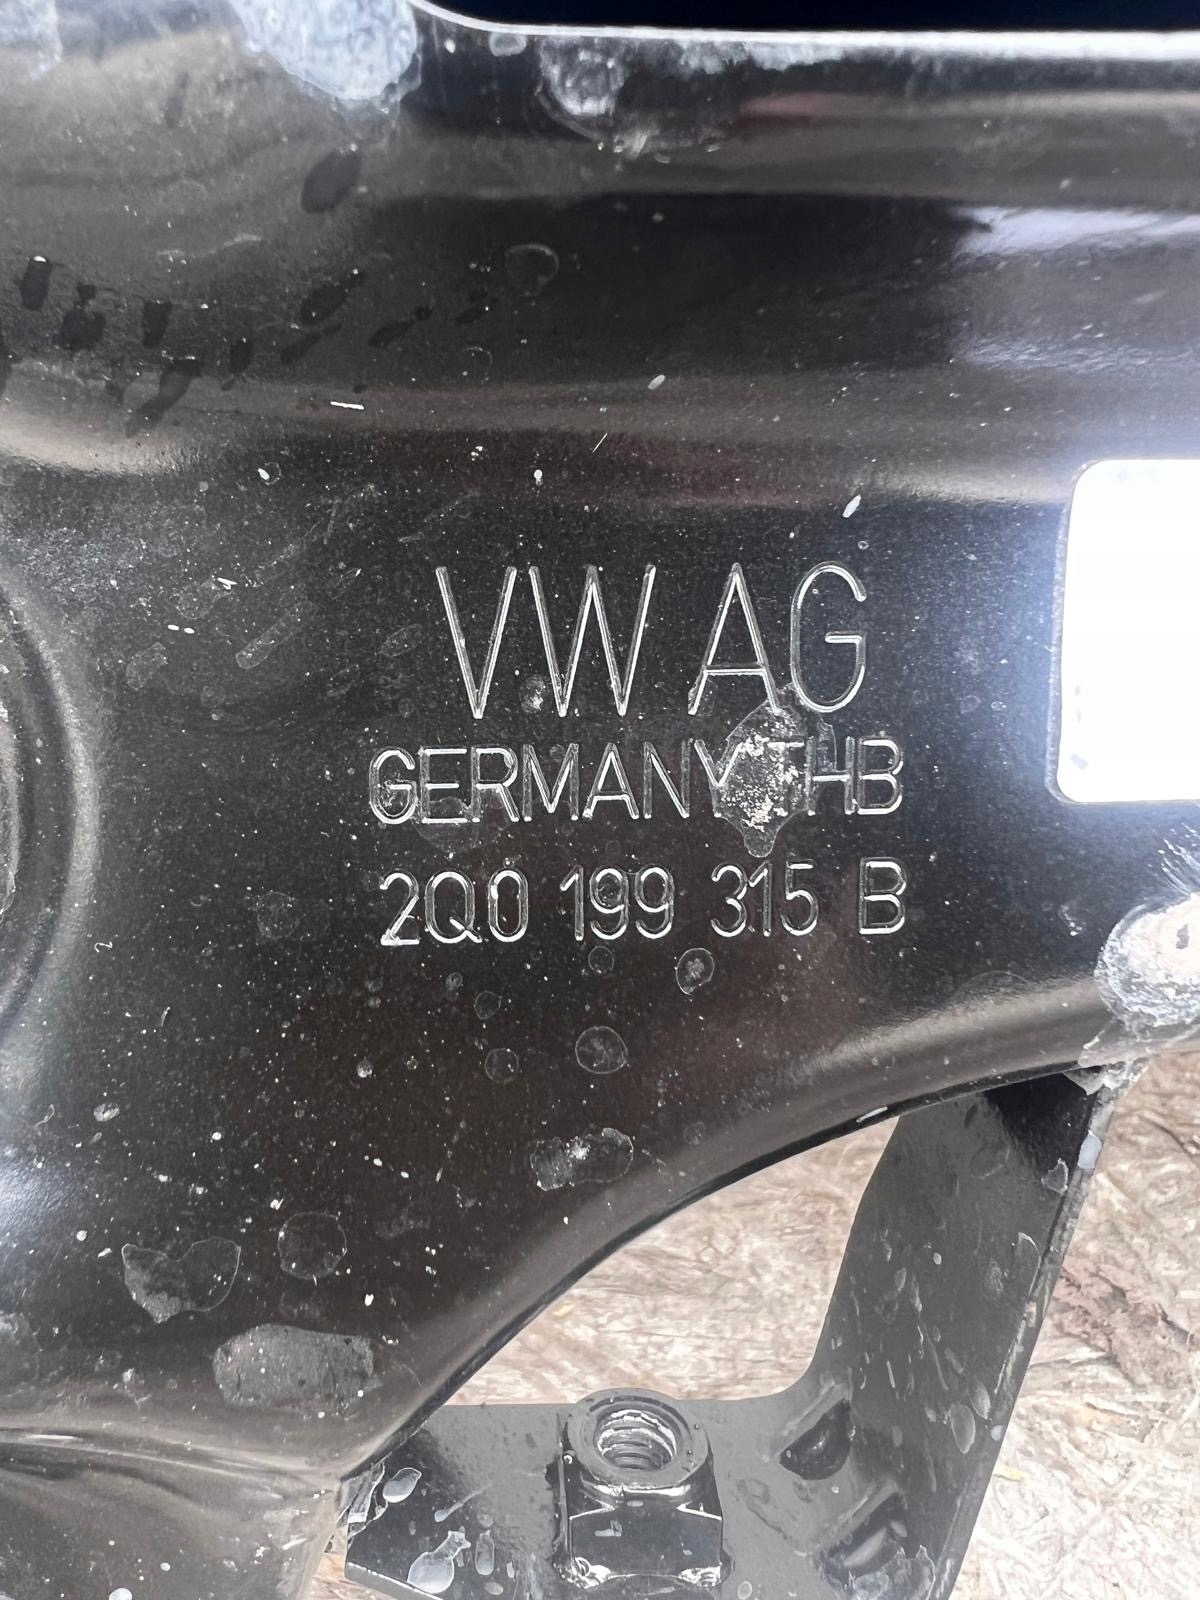 VW AG
GERMANY THB
2Q0 199 315 B